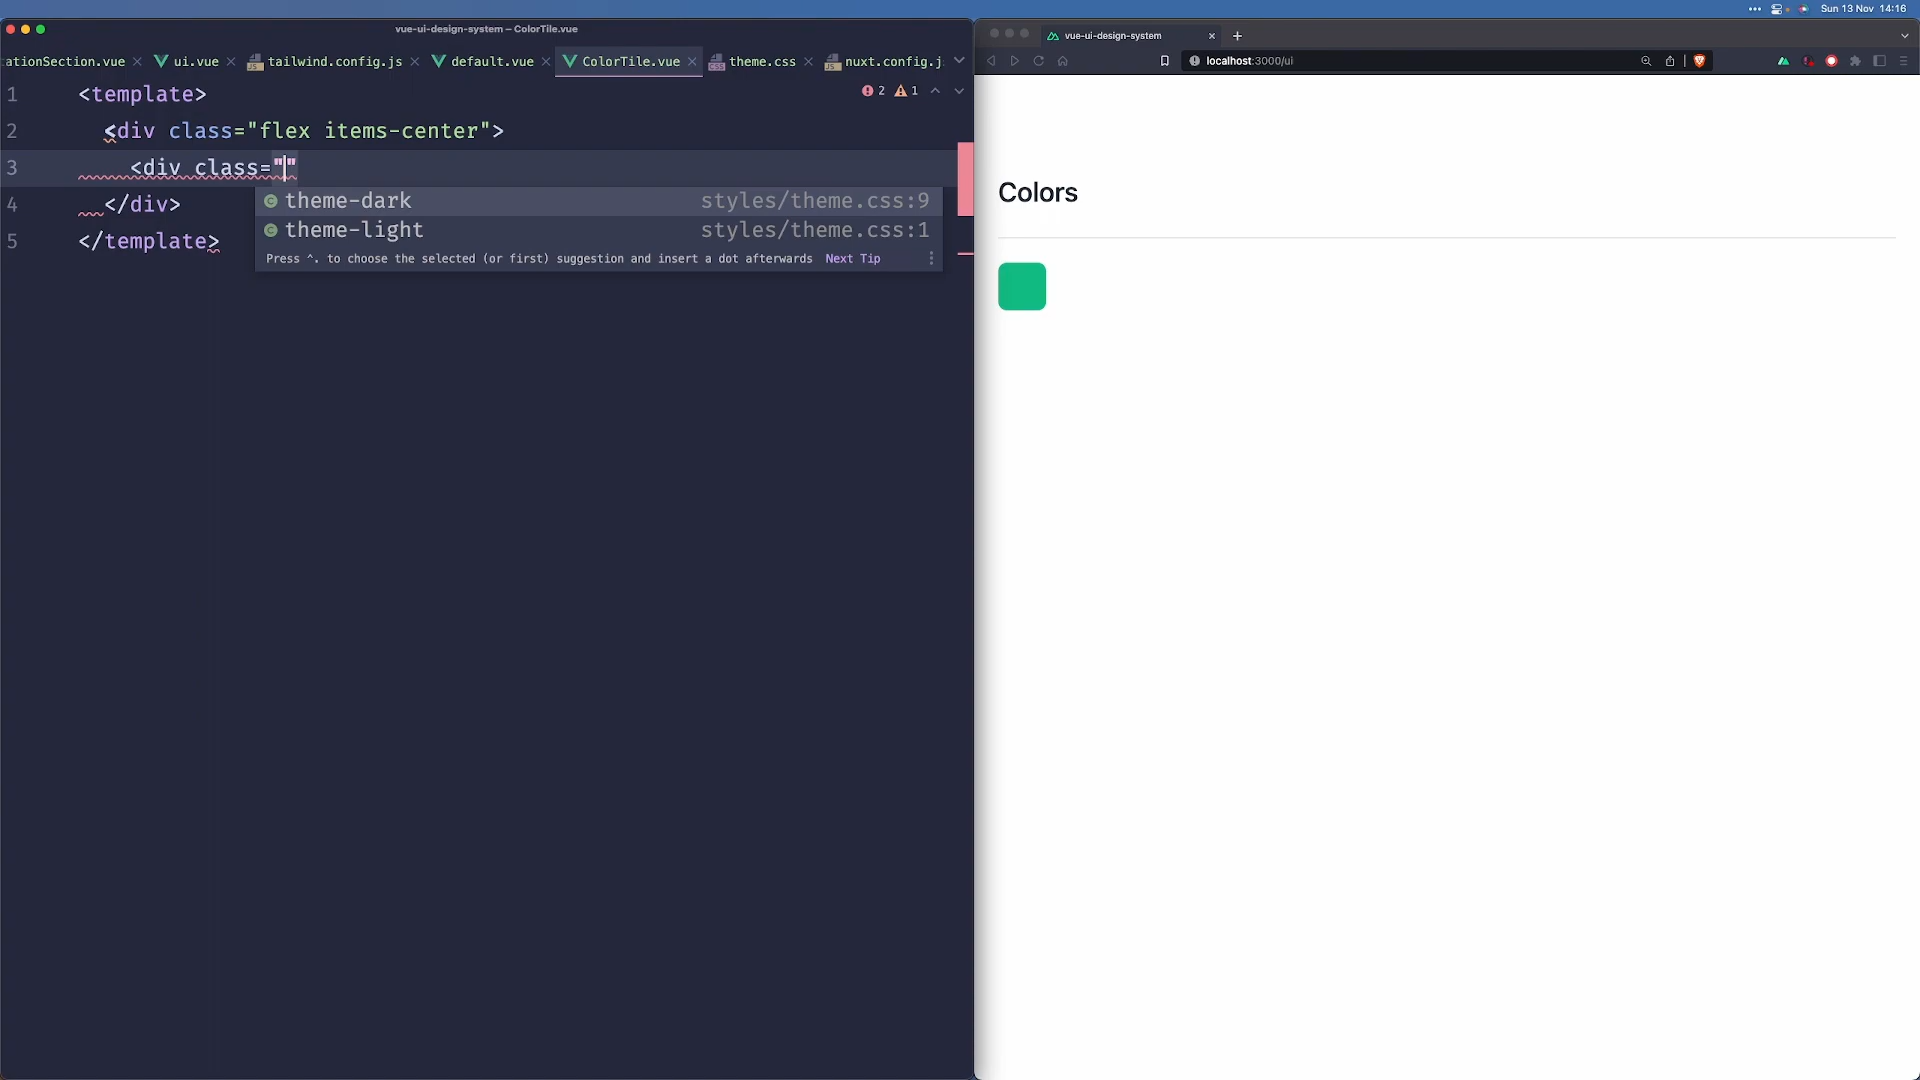 Sun 13 Nov 14:16
vue-ui-design-system – ColorTile.vue
ationSection.vue
ui.vue
tailwind.config.js
default.vue
ColorTile.vue
theme.css
nuxt.config.j
2 1
1 <template>
2 <div class="flex items-center">
3 <div class=""
4 </div>
5 </template>
theme-dark styles/theme.css:9
theme-light styles/theme.css:1
Press ^. to choose the selected (or first) suggestion and insert a dot afterwards Next Tip
vue-ui-design-system
localhost:3000/ui
Colors